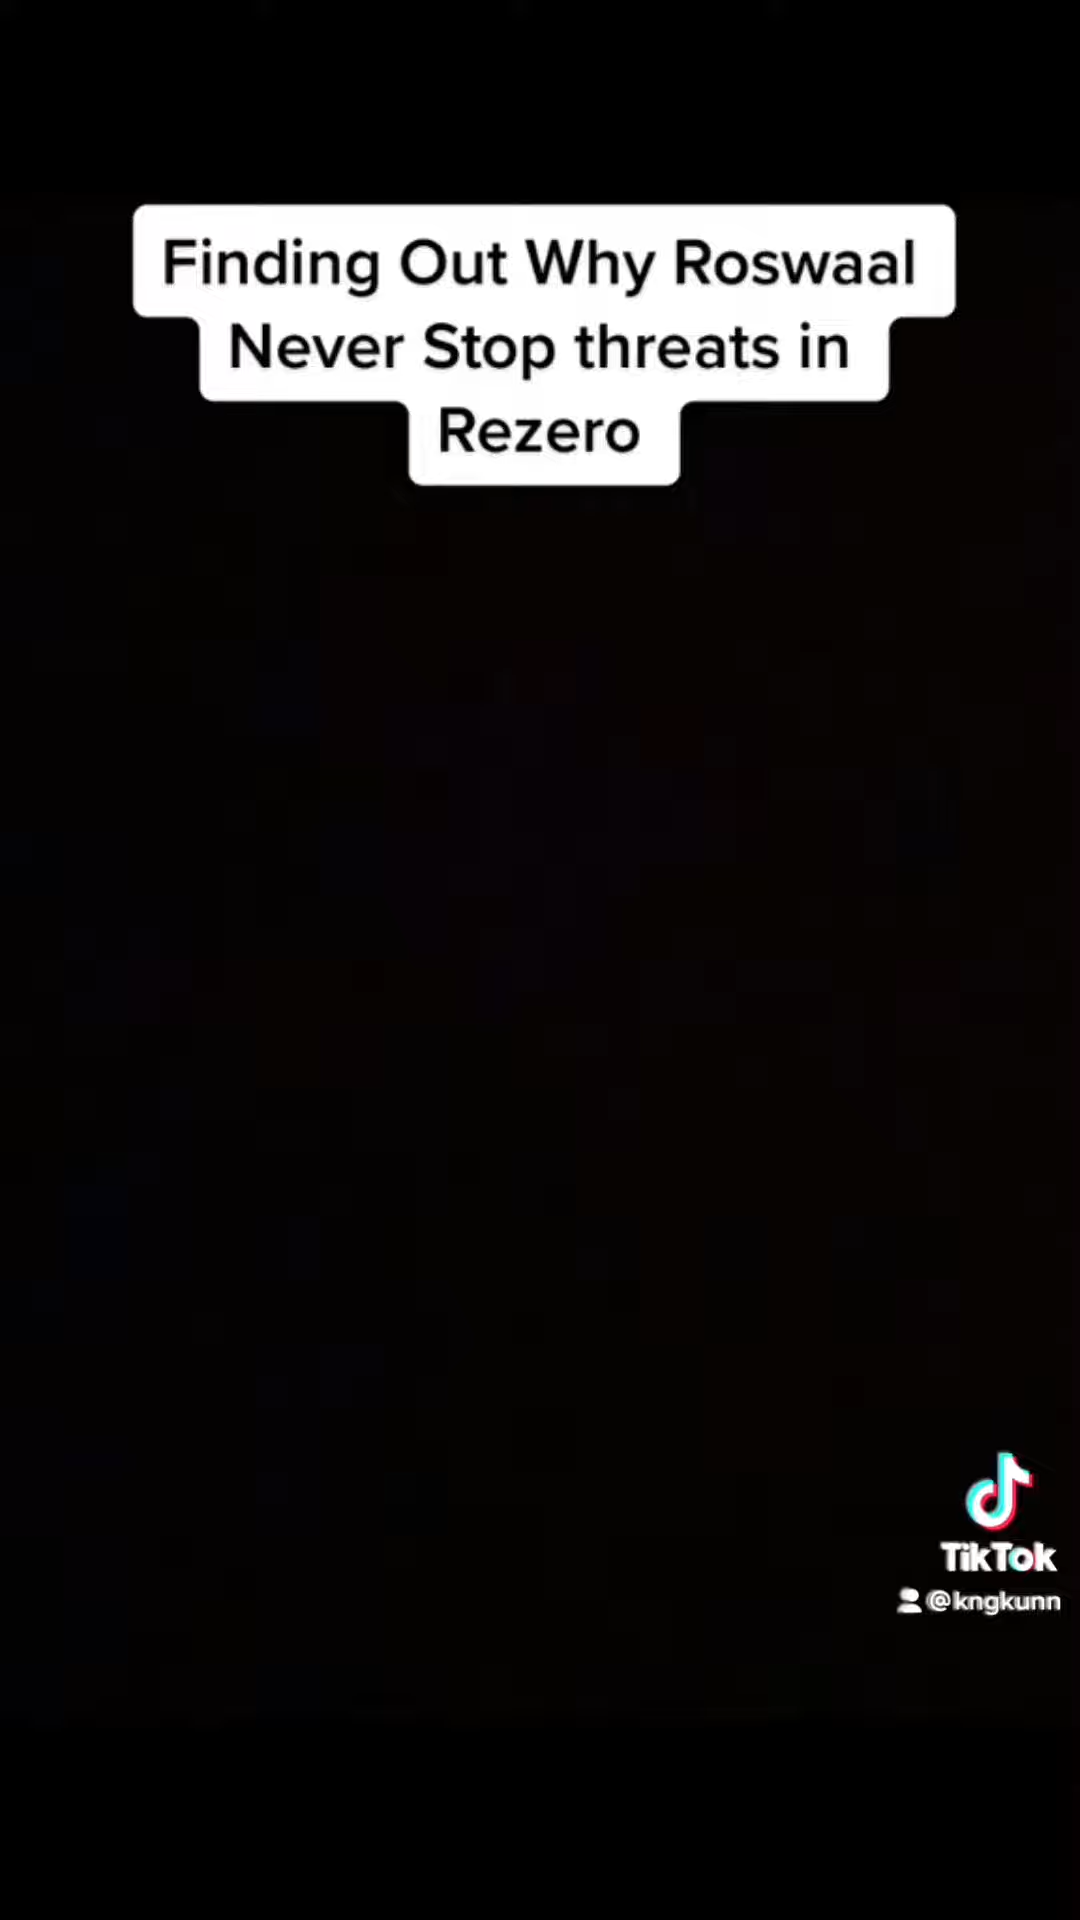 Finding Out Why Roswaal
Never Stop threats in
Rezero
TikTok
@kngkunn